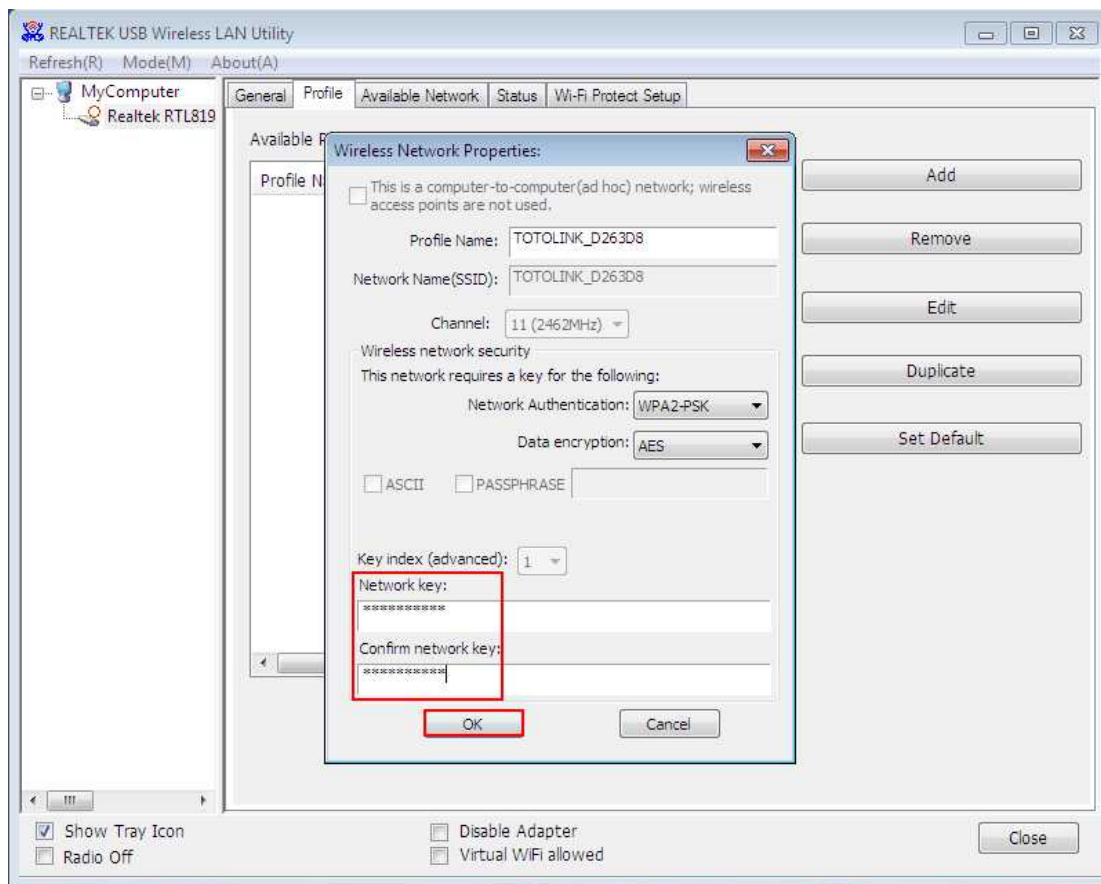 REALTEK USB Wireless LAN Utility
Refresh(R) Mode(M) About(A)
MyComputer
Realtek RTL819
General Profile Available Network Status Wi-Fi Protect Setup
Available
Profile N
Wireless Network Properties:
This is a computer-to-computer(ad hoc) network; wireless
access points are not used.
Profile Name: TOTOLINK_D263D8
Network Name(SSID): TOTOLINK_D263D8
Channel: 11 (2462MHz)
Wireless network security
This network requires a key for the following:
Network Authentication: WPA2-PSK
Data encryption: AES
ASCII PASSPHRASE
Key index (advanced): 1
Network key:
**********
Confirm network key:
**********
OK Cancel
Add
Remove
Edit
Duplicate
Set Default
Show Tray Icon
Radio Off
Disable Adapter
Virtual WiFi allowed
Close